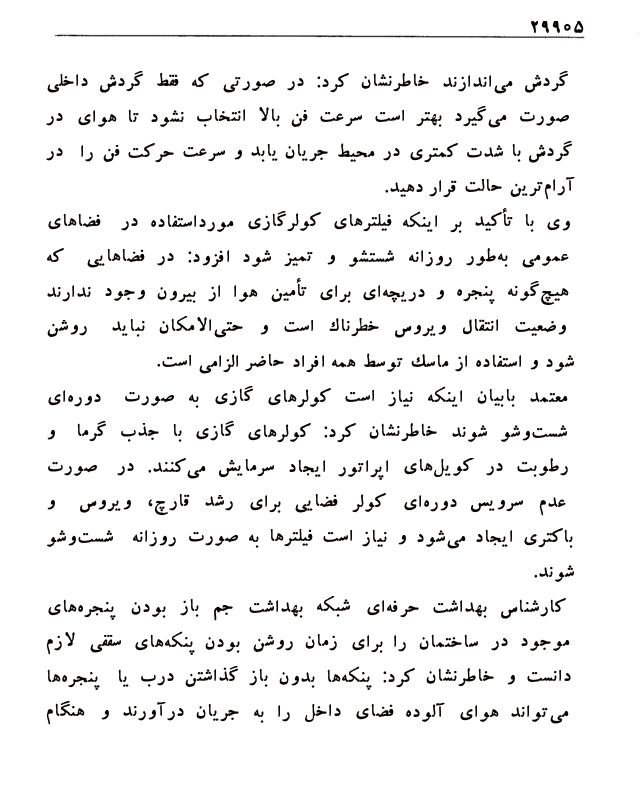 ۲۹۹۰۵
گردش می‌اندازند خاطرنشان کرد: در صورتی که فقط گردش داخلی
صورت می‌گیرد بهتر است سرعت فن بالا انتخاب نشود تا هوای در
گردش با شدت کمتری در محیط جریان یابد و سرعت حرکت فن را در
آرام‌ترین حالت قرار دهید.
وی با تأکید بر اینکه فیلترهای کولرگازی مورداستفاده در فضاهای
عمومی به‌طور روزانه شستشو و تمیز شود افزود: در فضاهایی که
هیچ‌گونه پنجره و دریچه‌ای برای تأمین هوا از بیرون وجود ندارند
وضعیت انتقال ویروس خطرناك است و حتی‌الامکان نباید روشن
شود و استفاده از ماسك توسط همه افراد حاضر الزامی است.
معتمد بابیان اینکه نیاز است کولرهای گازی به صورت دوره‌ای
شست‌وشو شوند خاطرنشان کرد: کولرهای گازی با جذب گرما و
رطوبت در کویل‌های اپراتور ایجاد سرمایش می‌کنند. در صورت
عدم سرویس دوره‌ای کولر فضایی برای رشد قارچ، ویروس و
باکتری ایجاد می‌شود و نیاز است فیلترها به صورت روزانه شست‌وشو
شوند.
کارشناس بهداشت حرفه‌ای شبکه بهداشت جم باز بودن پنجره‌های
موجود در ساختمان را برای زمان روشن بودن پنکه‌های سقفی لازم
دانست و خاطرنشان کرد: پنکه‌ها بدون باز گذاشتن درب یا پنجره‌ها
می‌تواند هوای آلوده فضای داخل را به جریان درآورند و هنگام